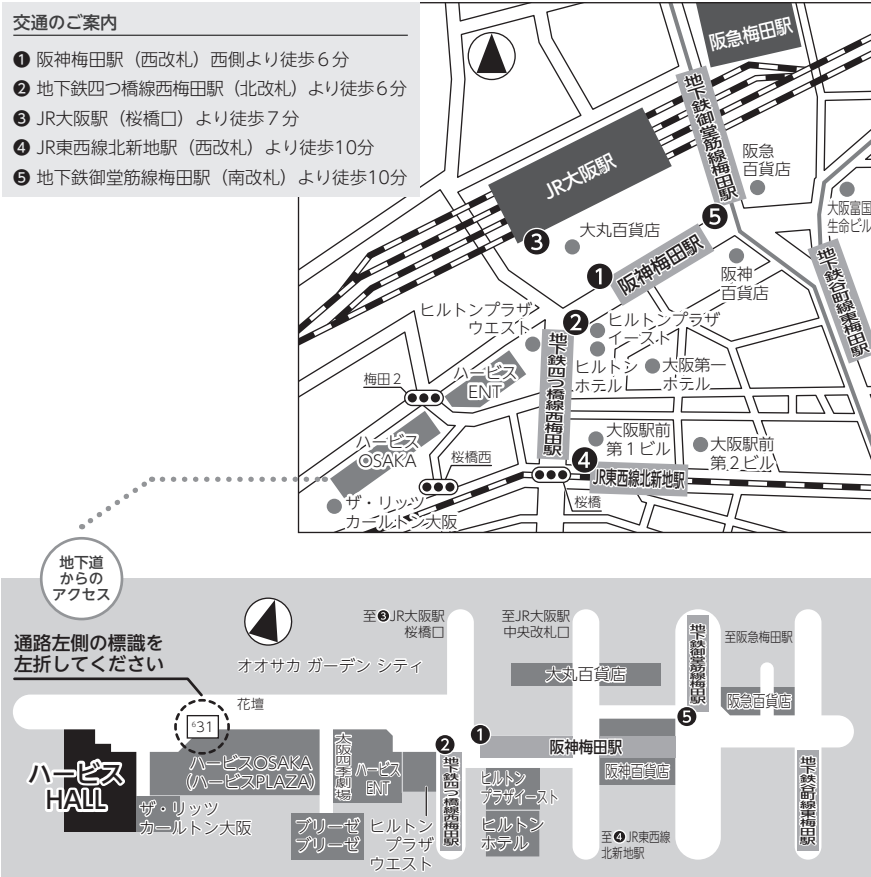 交通のご案内
❶ 阪神梅田駅（西改札）西側より徒歩6分
❷ 地下鉄四つ橋線西梅田駅（北改札）より徒歩6分
❸ JR大阪駅（桜橋口）より徒歩7分
❹ JR東西線北新地駅（西改札）より徒歩10分
❺ 地下鉄御堂筋線梅田駅（南改札）より徒歩10分
阪急梅田駅
地下鉄御堂筋線梅田駅
JR大阪駅
阪急
百貨店
大阪富国
生命ビル
❺
❸
大丸百貨店
❶
阪神梅田駅
阪神
百貨店
地下鉄谷町線東梅田駅
ヒルトンプラザ
ウエスト
❷
ヒルトンプラザ
イースト
地下鉄四つ橋線西梅田駅
ヒルトン
ホテル
大阪第一
ホテル
梅田2
ハービス
ENT
ハービス
OSAKA
桜橋西
大阪駅前
第1ビル
大阪駅前
第2ビル
❹
JR東西線北新地駅
桜橋
ザ・リッツ
カールトン大阪
地下道
からの
アクセス
通路左側の標識を
左折してください
オオサカ ガーデン シティ
至❸JR大阪駅
桜橋口
至JR大阪駅
中央改札口
地下鉄御堂筋線梅田駅
至阪急梅田駅
大丸百貨店
阪急百貨店
花壇
631
❶
❷
❺
阪神梅田駅
阪神百貨店
ハービス
HALL
ハービスOSAKA
(ハービスPLAZA)
大阪四季劇場
ハービス
ENT
地下鉄四つ橋線西梅田駅
ヒルトン
プラザイースト
地下鉄谷町線東梅田駅
ザ・リッツ
カールトン大阪
ブリーゼ
ブリーゼ
ヒルトン
プラザ
ウエスト
ヒルトン
ホテル
至❹JR東西線
北新地駅